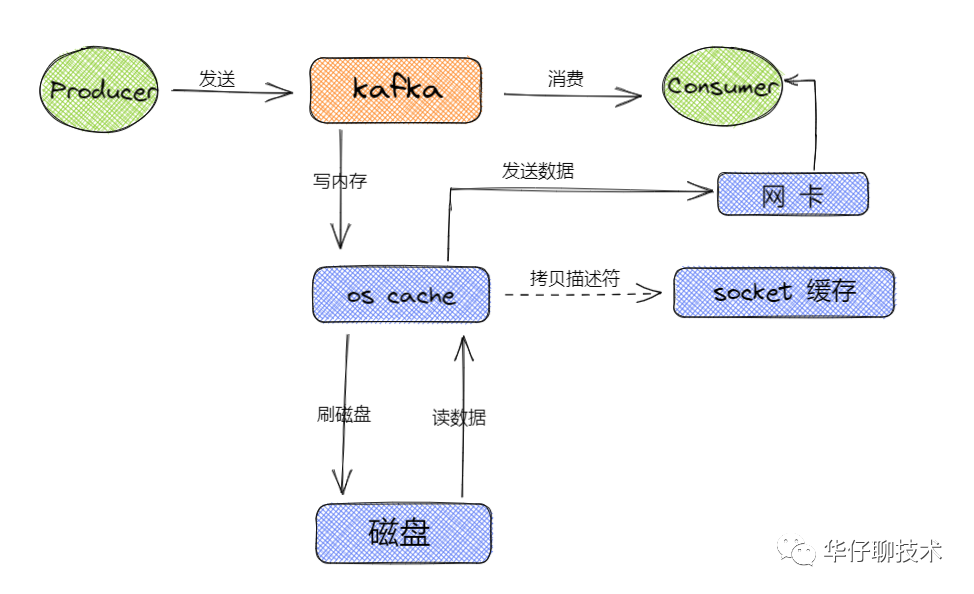 Producer
发送
kafka
消费
Consumer
写内存
发送数据
网 卡
os cache
拷贝描述符
socket 缓存
刷磁盘
读数据
磁盘
华仔聊技术